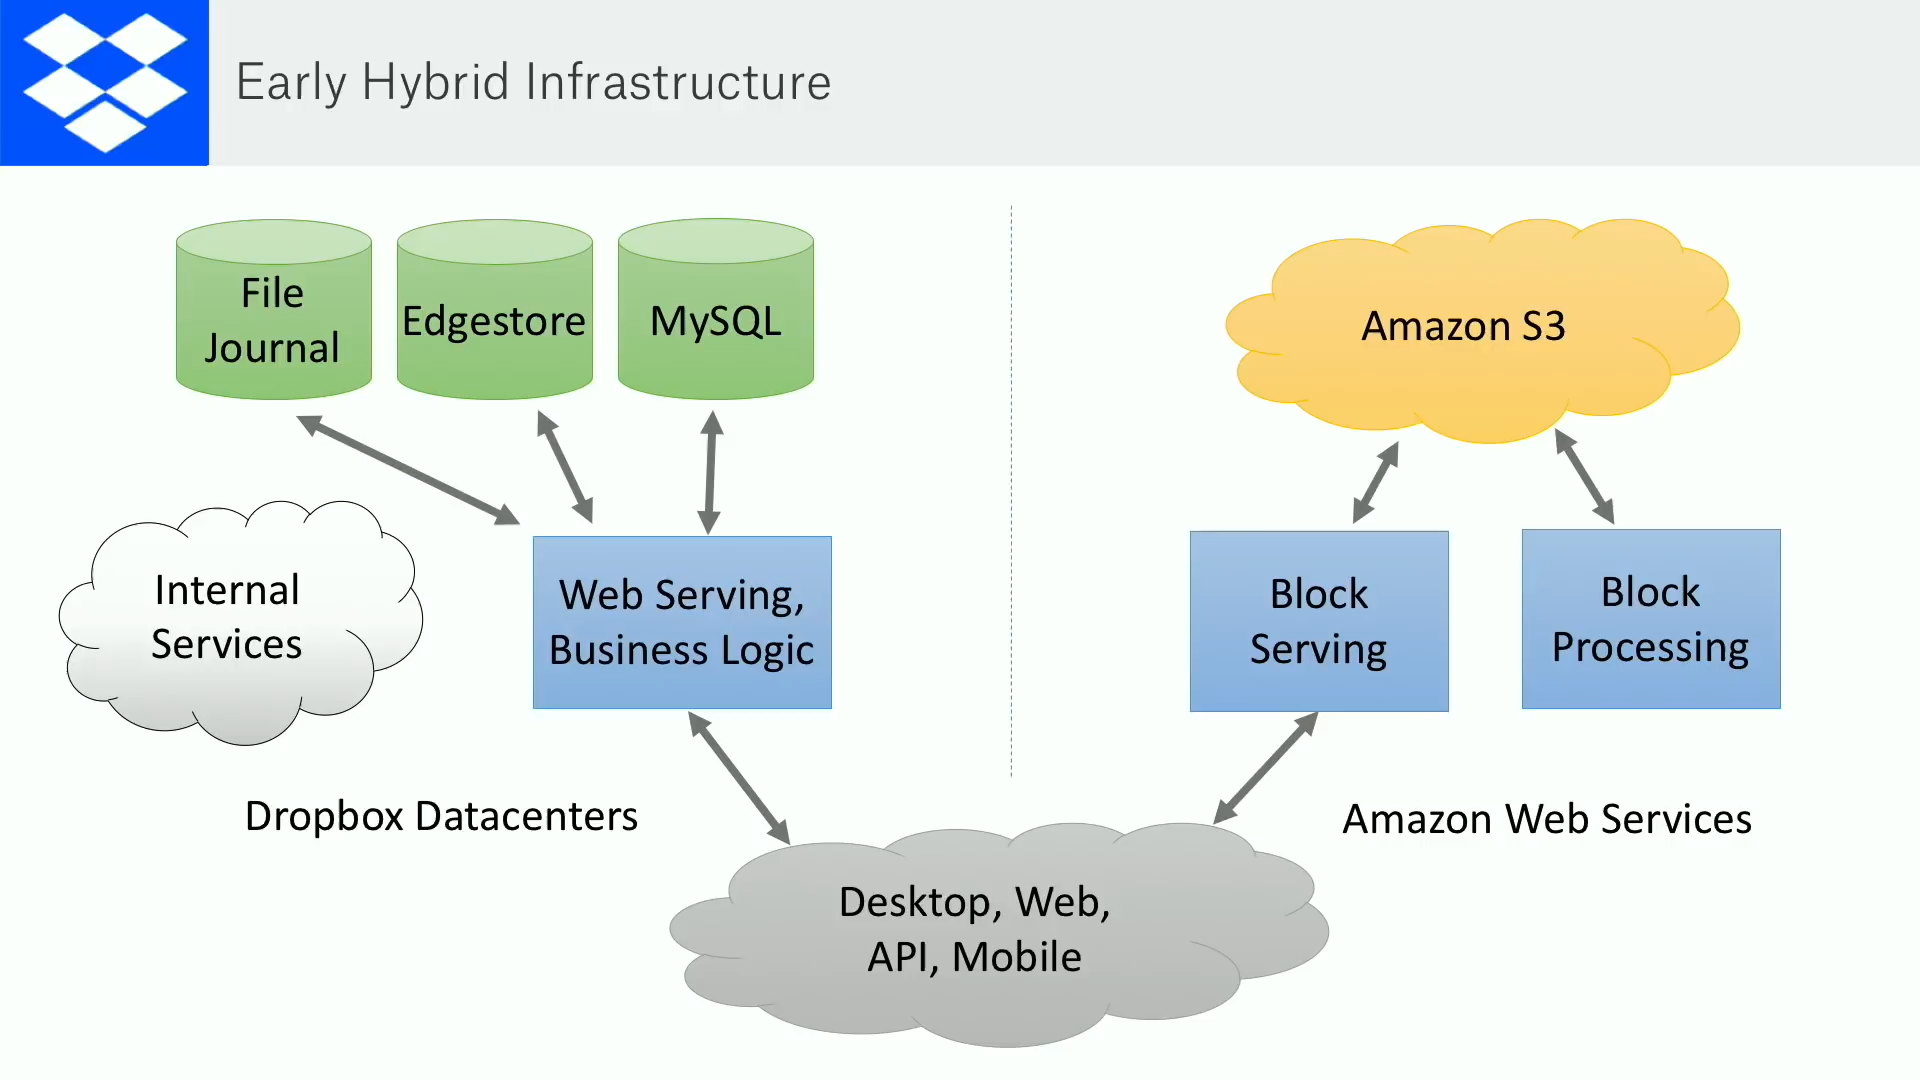 Early Hybrid Infrastructure
File
Journal
Edgestore
MySQL
Amazon S3
Internal
Services
Web Serving,
Business Logic
Block
Serving
Block
Processing
Dropbox Datacenters
Amazon Web Services
Desktop, Web,
API, Mobile